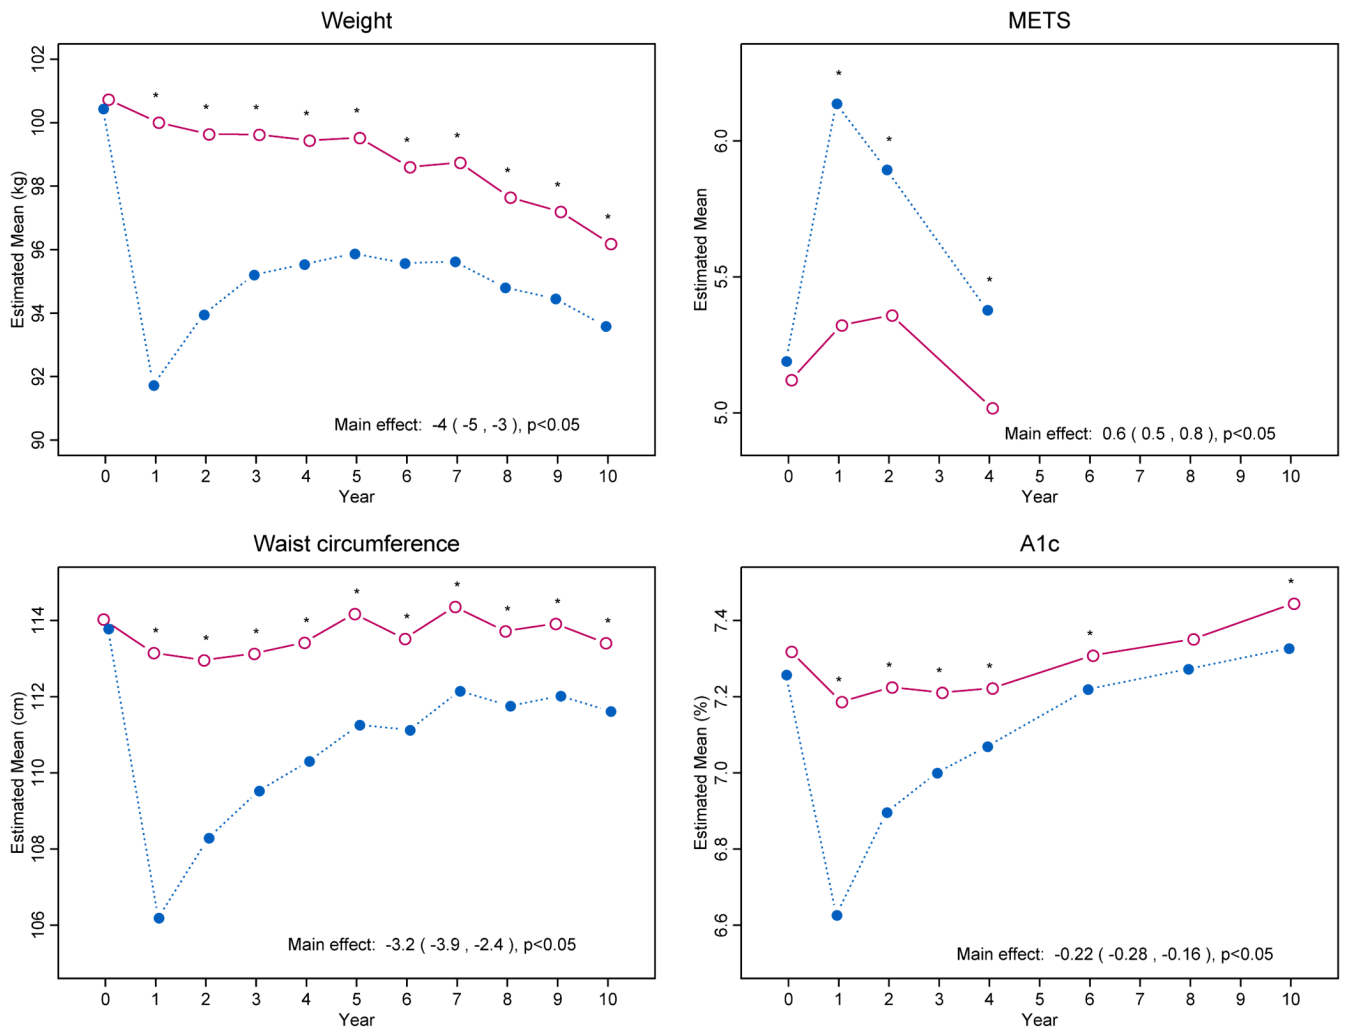 Weight
Estimated Mean (kg)
102
100
98
96
94
92
90
* * * * * * * * * *
Main effect: -4 ( -5 , -3 ), p<0.05
0 1 2 3 4 5 6 7 8 9 10
Year
METS
Estimated Mean
6.0
5.5
5.0
* * *
Main effect: 0.6 ( 0.5 , 0.8 ), p<0.05
0 1 2 3 4 5 6 7 8 9 10
Year
Waist circumference
Estimated Mean (cm)
114
112
110
108
106
* * * * * * * * * *
Main effect: -3.2 ( -3.9 , -2.4 ), p<0.05
0 1 2 3 4 5 6 7 8 9 10
Year
A1c
Estimated Mean (%)
7.4
7.2
7.0
6.8
6.6
* * * * * *
Main effect: -0.22 ( -0.28 , -0.16 ), p<0.05
0 1 2 3 4 5 6 7 8 9 10
Year